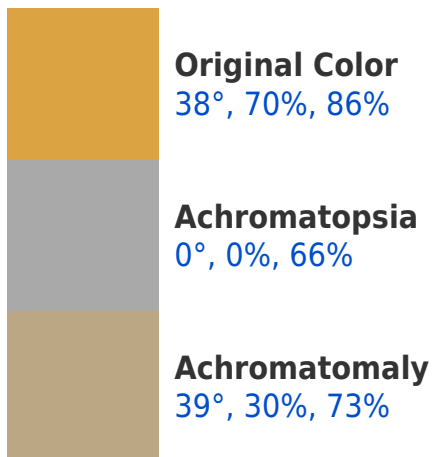 Original Color
38°, 70%, 86%
Achromatopsia
0°, 0%, 66%
Achromatomaly
39°, 30%, 73%